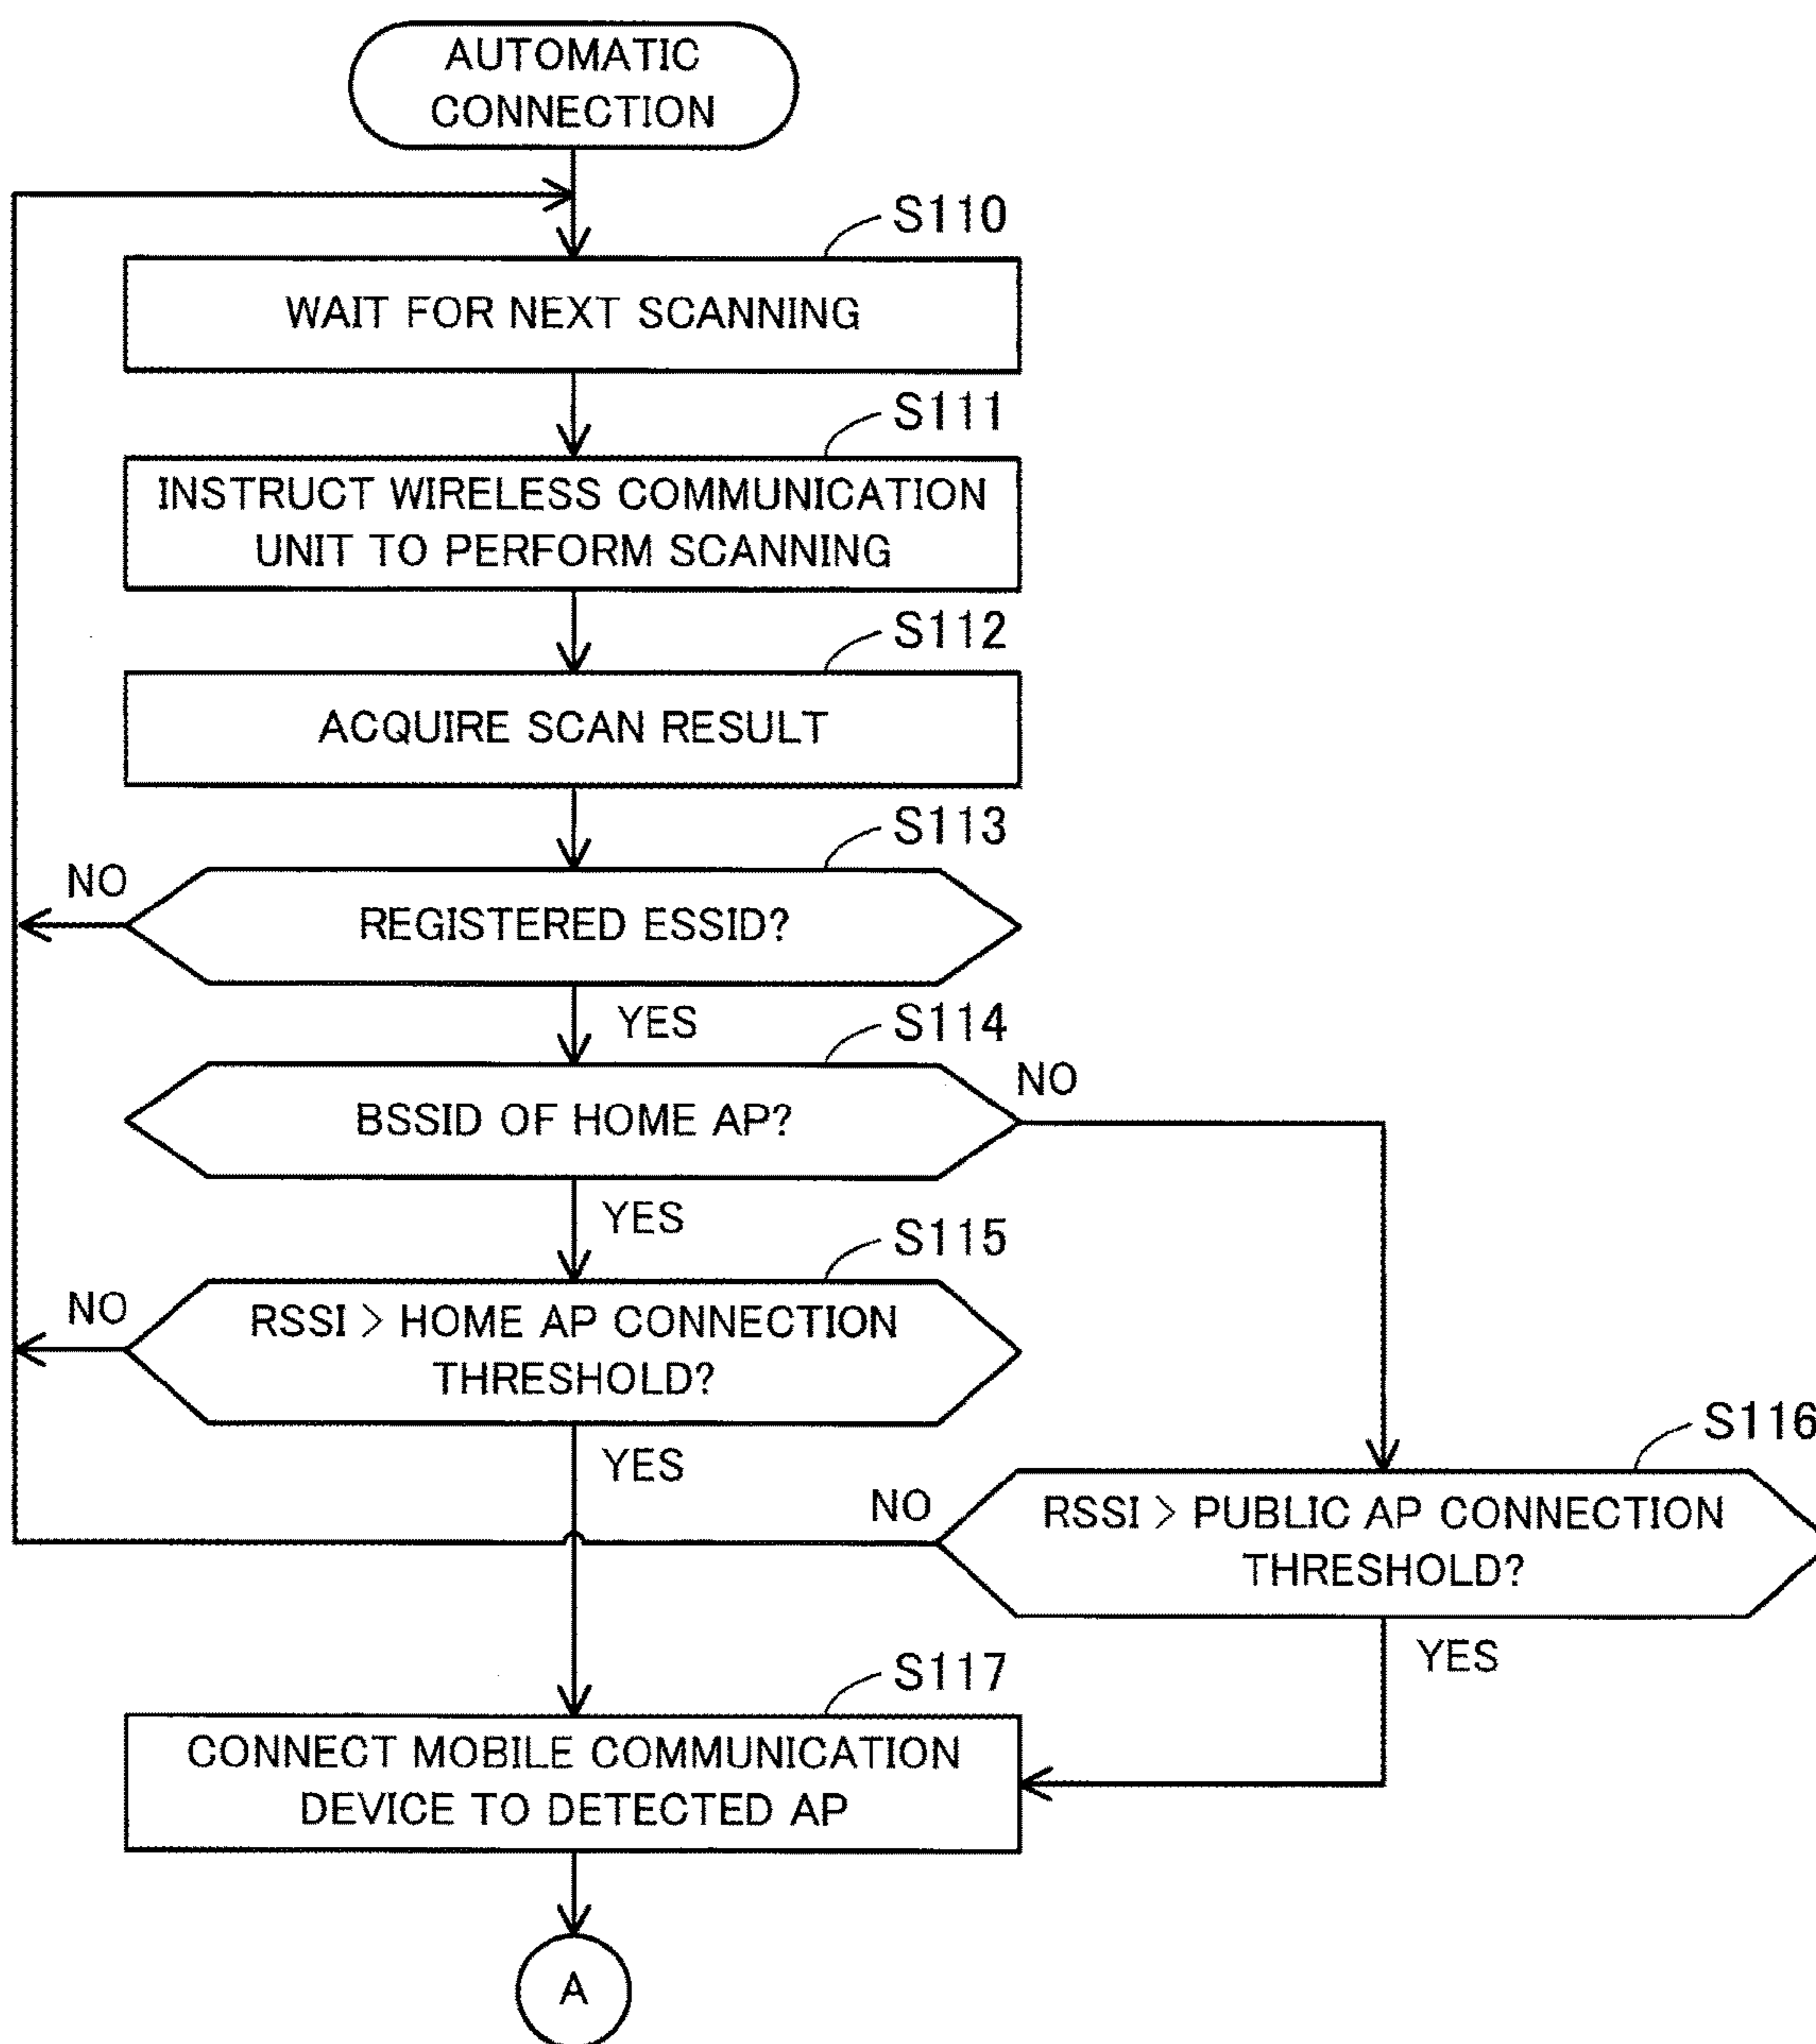 AUTOMATIC
CONNECTION
S110
WAIT FOR NEXT SCANNING
S111
INSTRUCT WIRELESS COMMUNICATION
UNIT TO PERFORM SCANNING
S112
ACQUIRE SCAN RESULT
S113
NO
REGISTERED ESSID?
YES
S114
NO
BSSID OF HOME AP?
YES
S115
NO
RSSI > HOME AP CONNECTION
THRESHOLD?
YES
S116
NO
RSSI > PUBLIC AP CONNECTION
THRESHOLD?
YES
S117
CONNECT MOBILE COMMUNICATION
DEVICE TO DETECTED AP
A